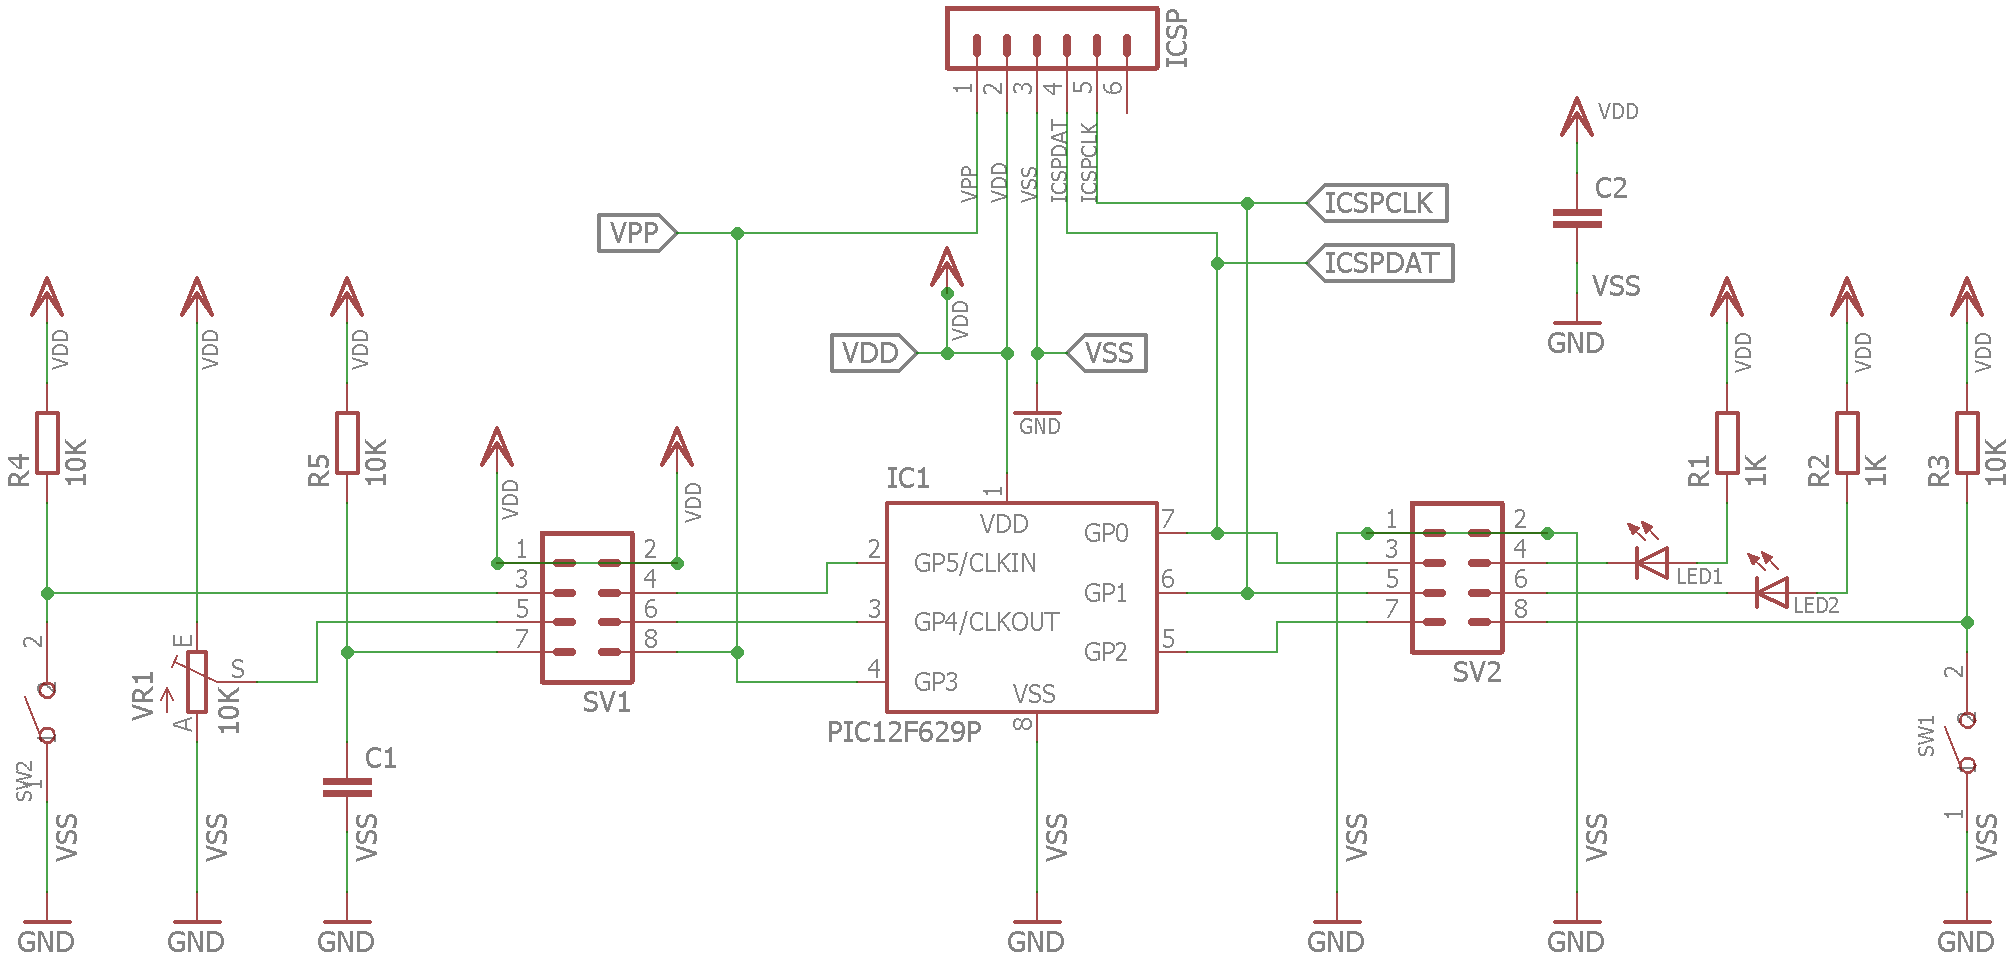 ICSP
1 2 3 4 5 6
VPP VDD VSS ICSPDAT ICSPCLK
VDD
C2
VSS
GND
ICSPCLK
ICSPDAT
VPP
VDD
VDD
VSS
GND
VDD
R4
10K
VDD
VDD
R5
10K
VDD
VDD
VDD
R1
1K
VDD
R2
1K
VDD
R3
10K
IC1
1
VDD
2 GP5/CLKIN
3 GP4/CLKOUT
4 GP3
GP0 7
GP1 6
GP2 5
VSS
8
PIC12F629P
1 2
3 4
5 6
7 8
SV1
1 2
3 4
5 6
7 8
SV2
LED1
LED2
2
2
1
1
SW2
VSS
GND
E
S
A
VR1
10K
VSS
GND
C1
VSS
GND
VSS
GND
VSS
GND
VSS
GND
2
2
1
SW1
1
VSS
GND